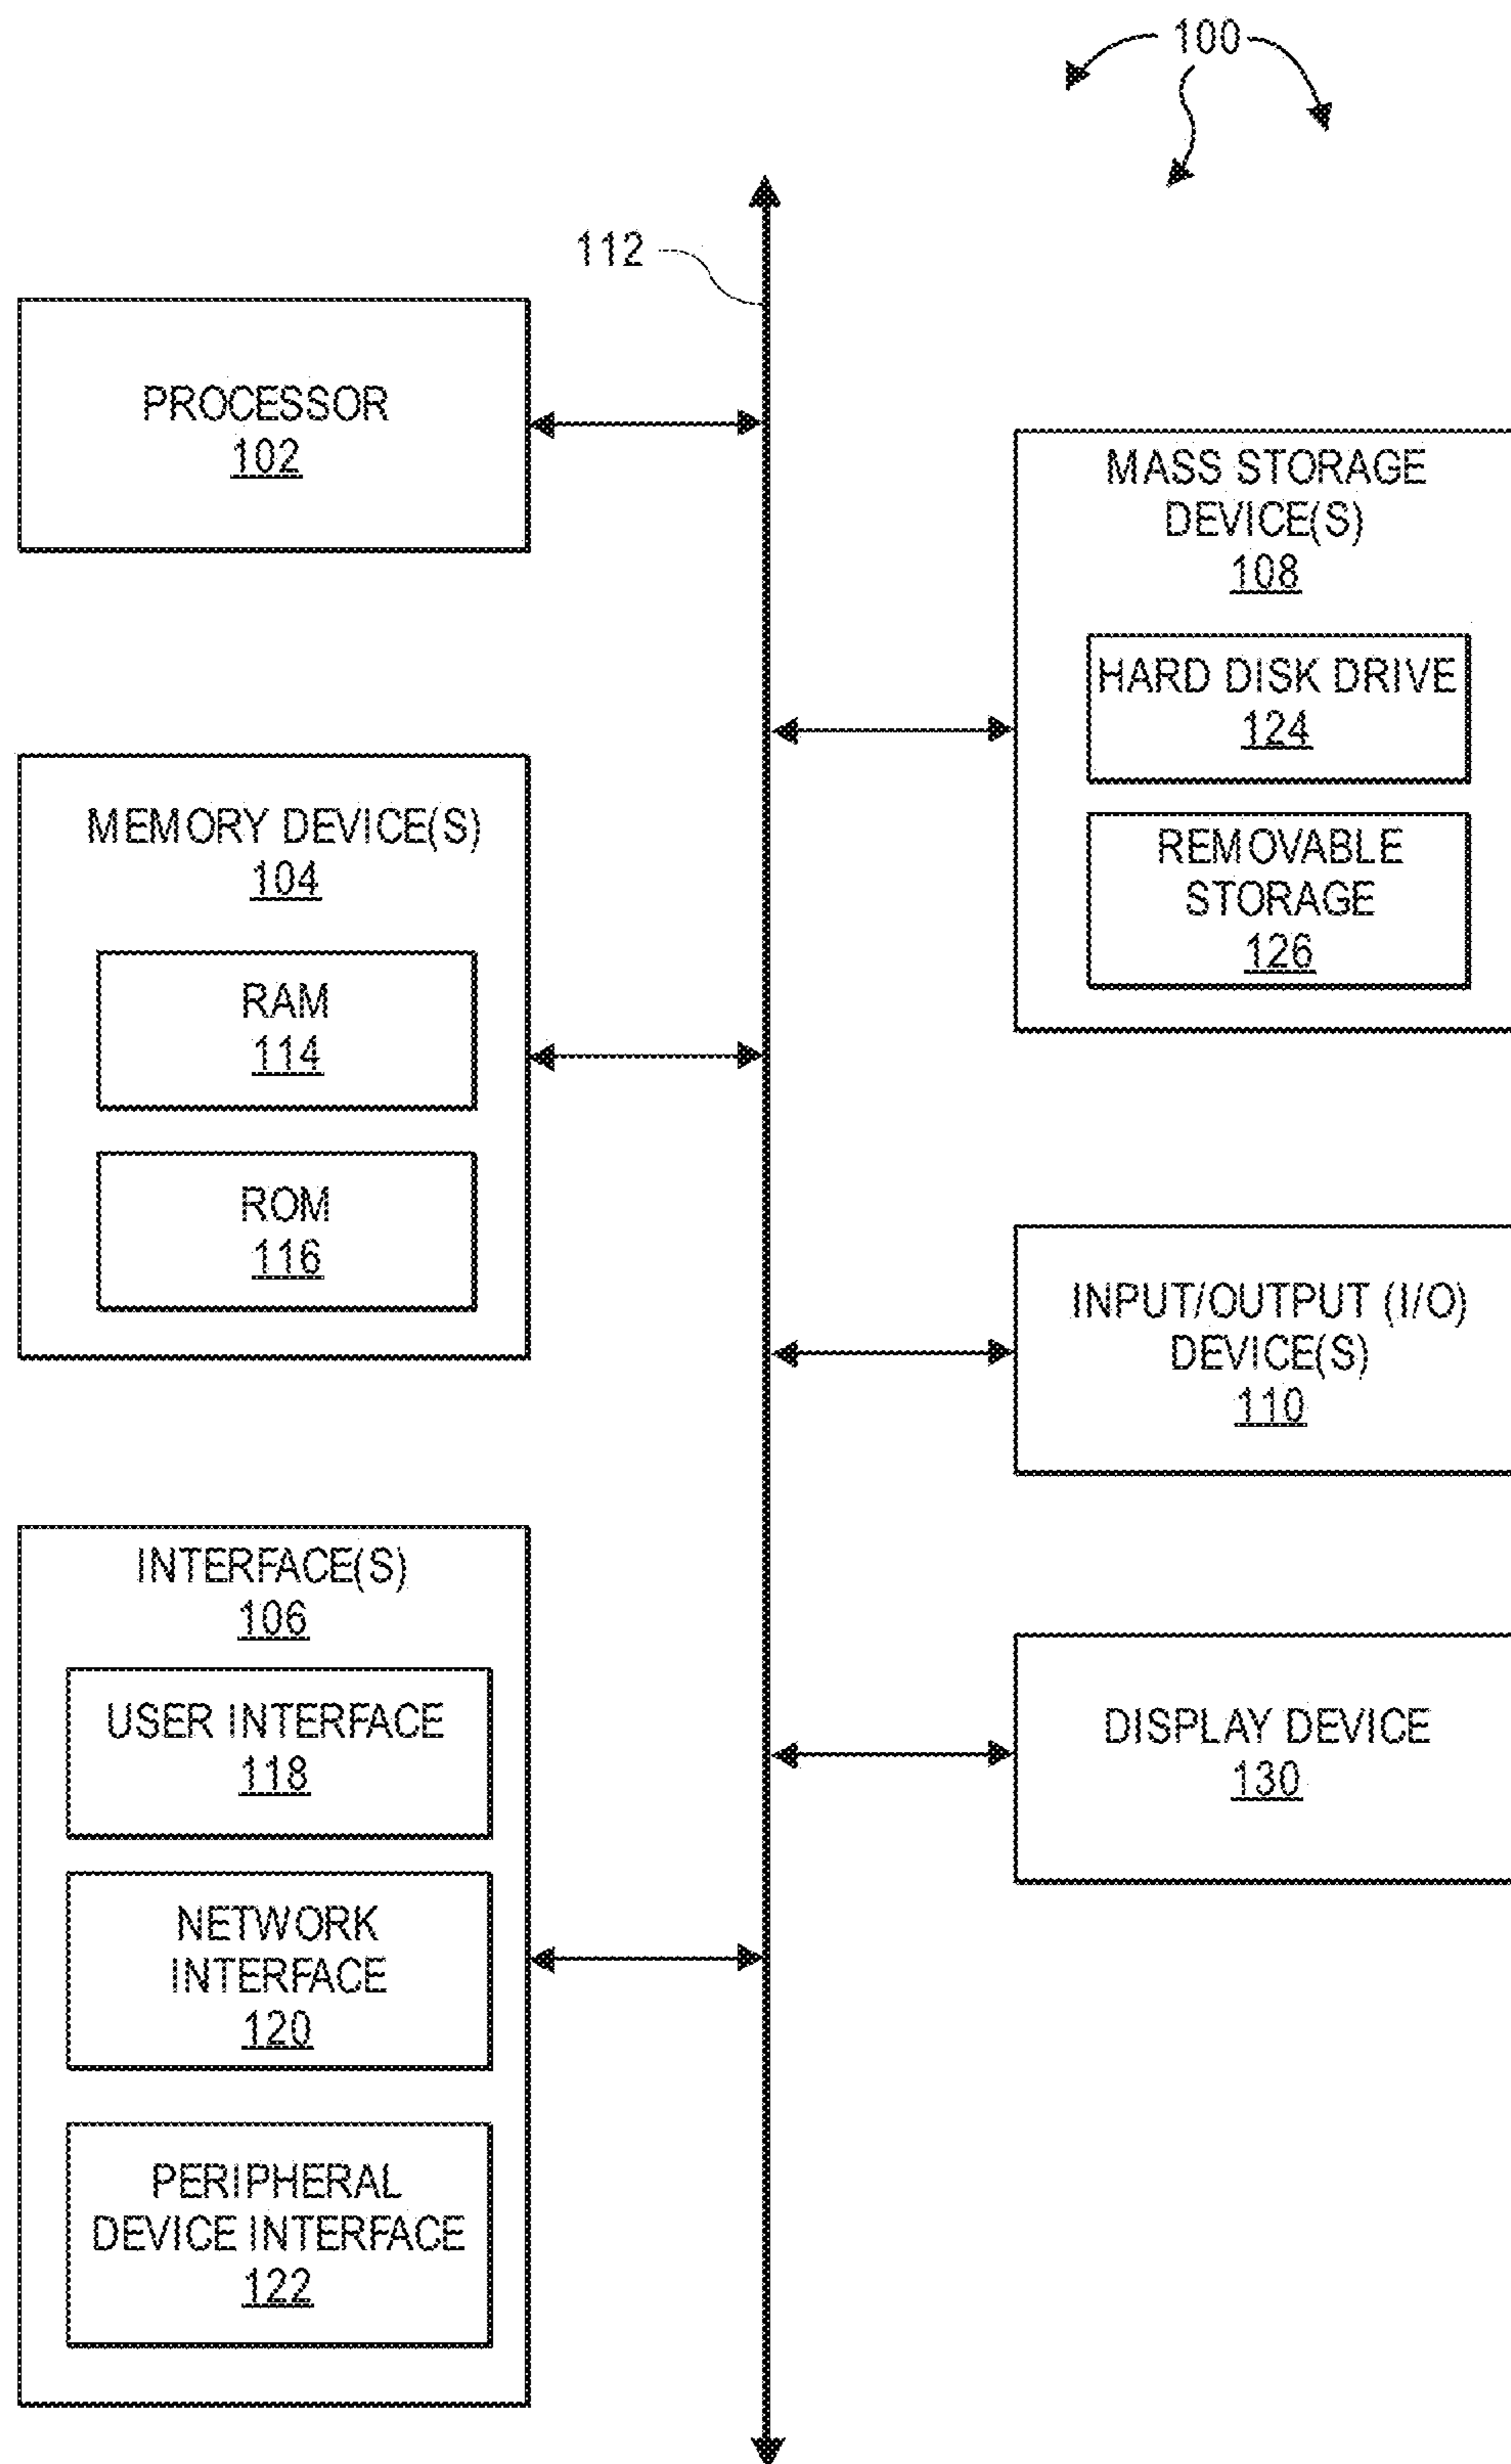 100
112
PROCESSOR
102
MEMORY DEVICE(S)
104
RAM
114
ROM
116
INTERFACE(S)
106
USER INTERFACE
118
NETWORK
INTERFACE
120
PERIPHERAL
DEVICE INTERFACE
122
MASS STORAGE
DEVICE(S)
108
HARD DISK DRIVE
124
REMOVABLE
STORAGE
126
INPUT/OUTPUT (I/O)
DEVICE(S)
110
DISPLAY DEVICE
130